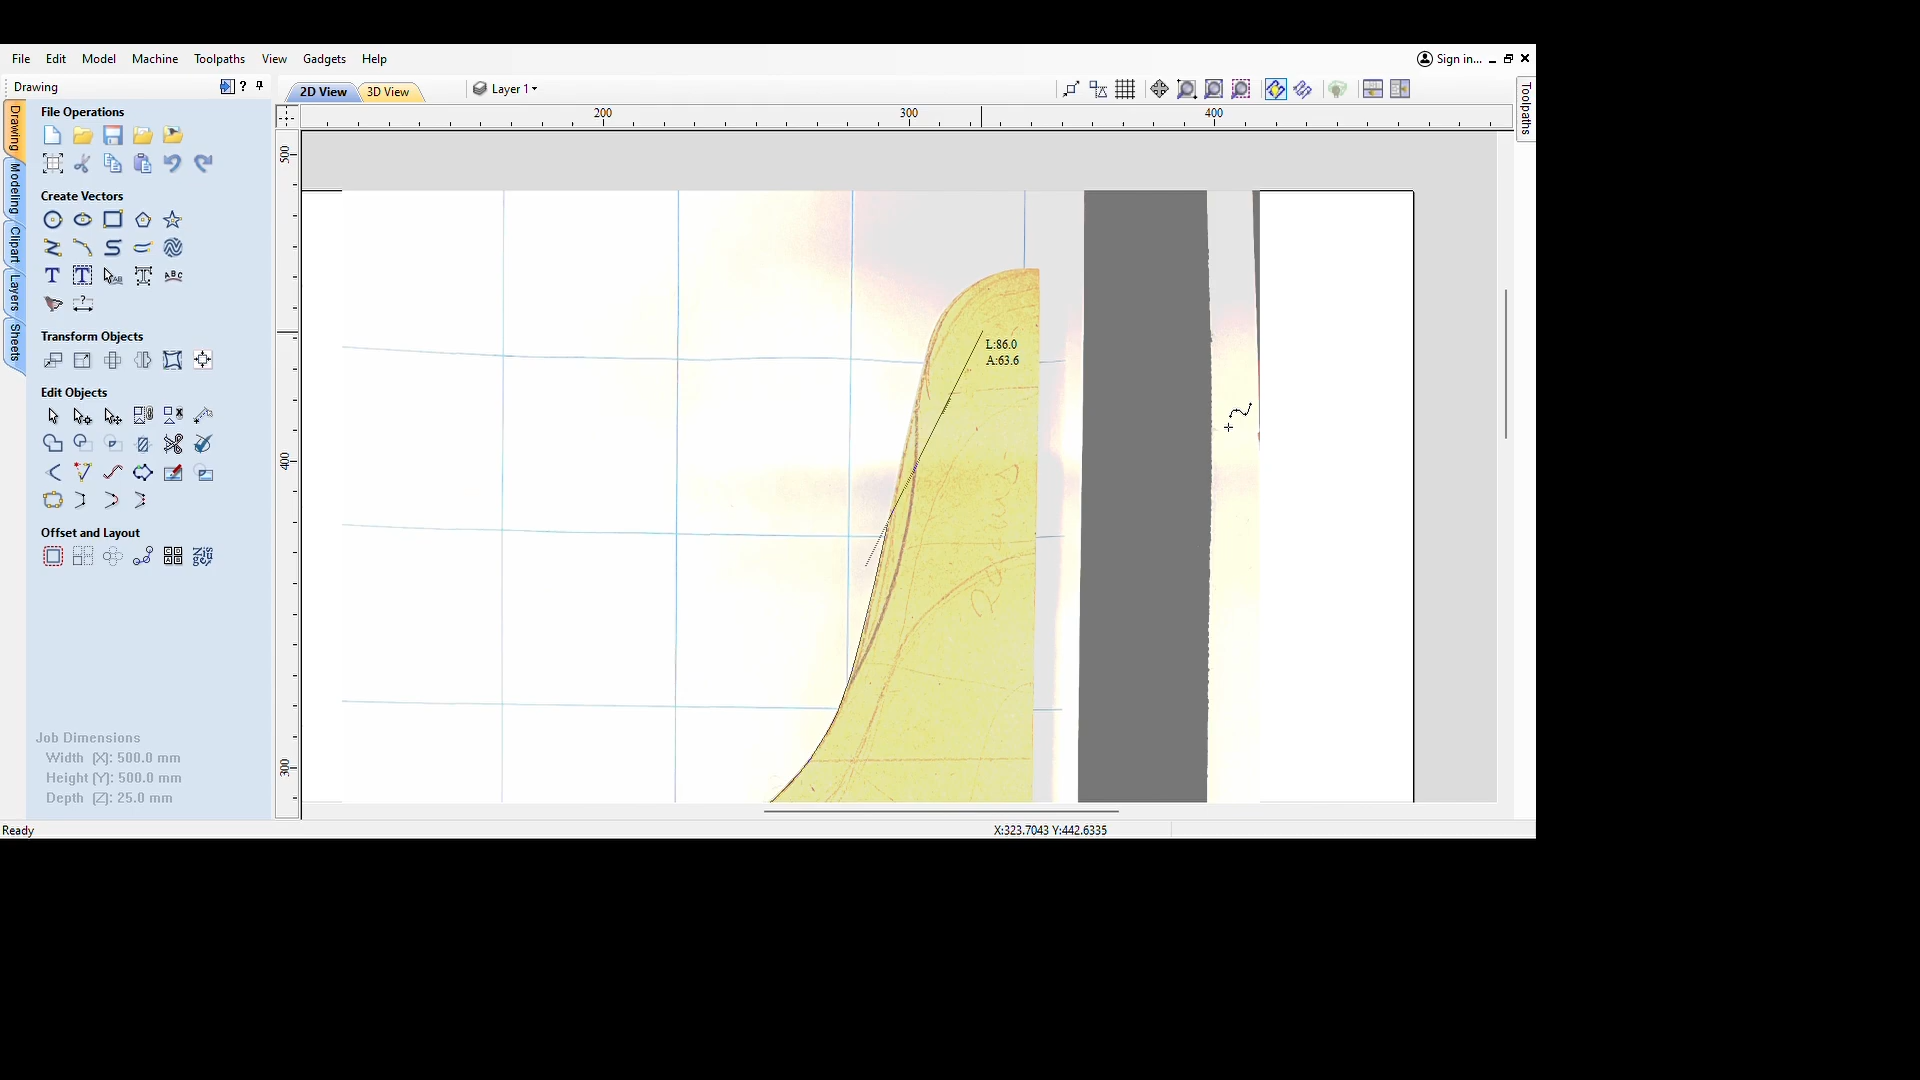 File Edit Model Machine Toolpaths View Gadgets Help
Sign in...
Drawing
?
2D View 3D View Layer 1
Toolpaths
Drawing
Modeling
Clipart
Layers
Sheets
File Operations
Create Vectors
Transform Objects
Edit Objects
Offset and Layout
200 300 400
500
400
300
L:86.0
A:63.6
Job Dimensions
Width (X): 500.0 mm
Height (Y): 500.0 mm
Depth (Z): 25.0 mm
Ready
X:323.7043 Y:442.6335